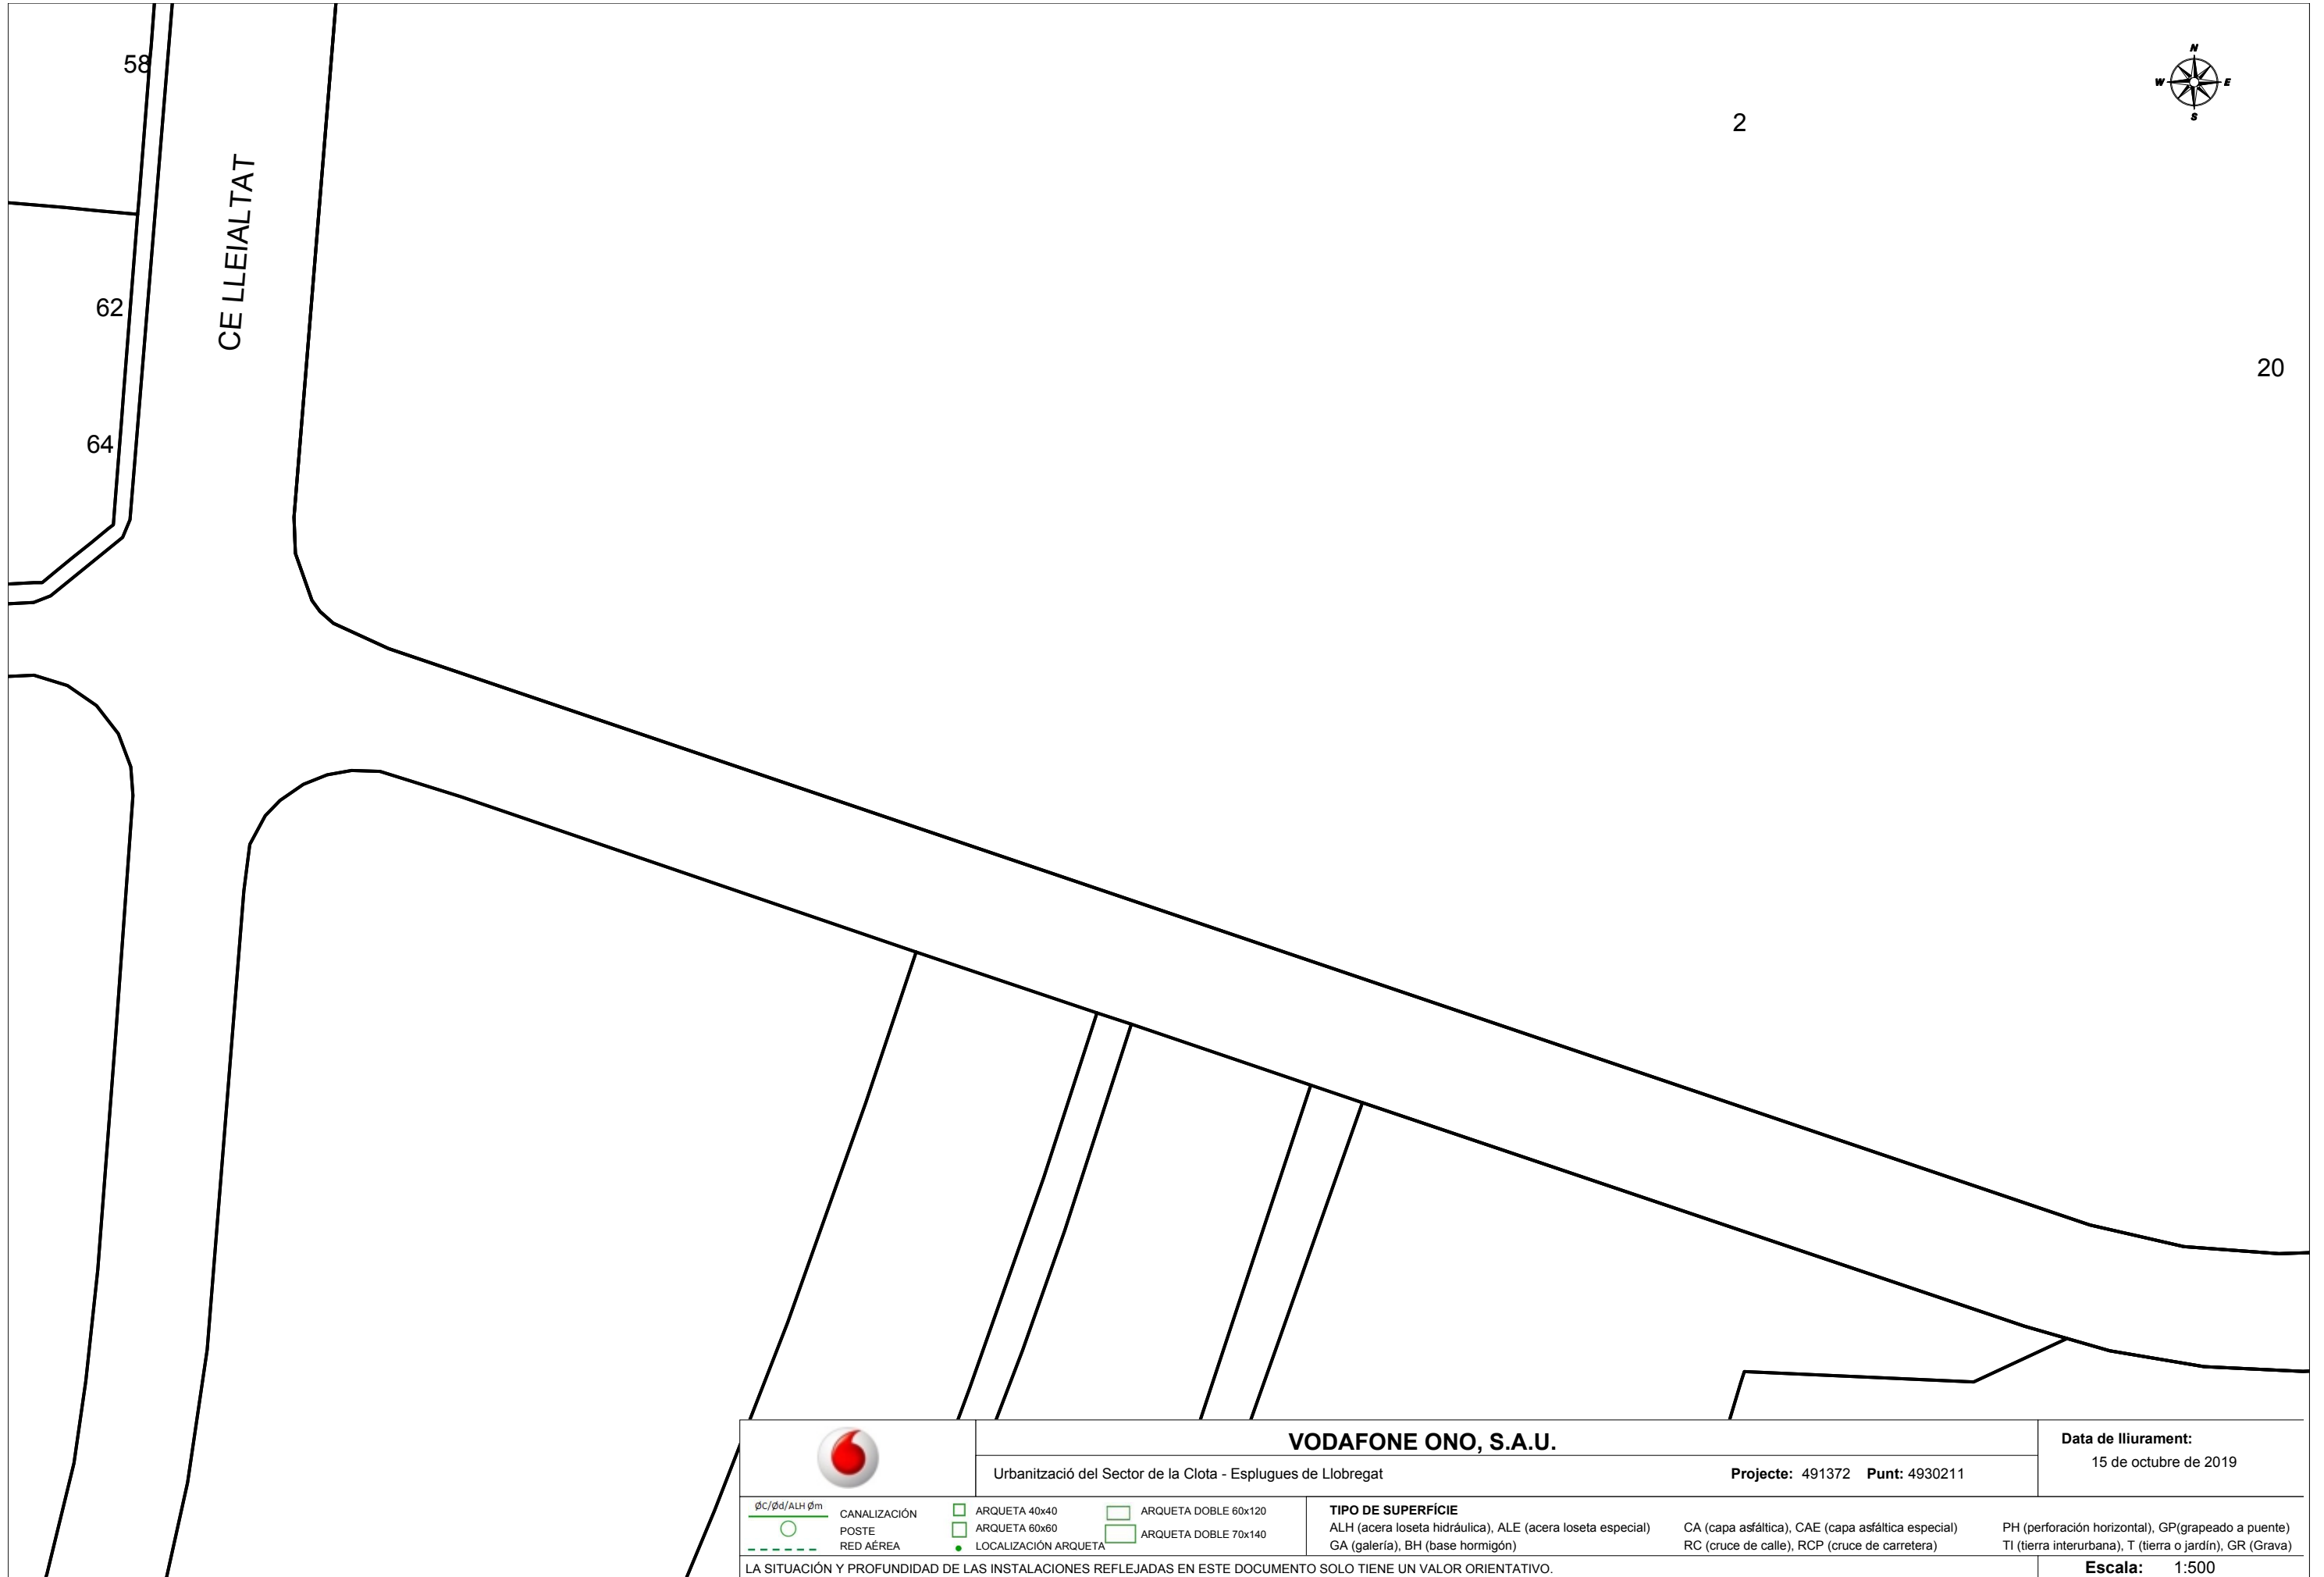 58
N
W E
S
2
CE LLEIALTAT
62
20
64
VODAFONE ONO, S.A.U.
Urbanització del Sector de la Clota - Esplugues de Llobregat
Projecte: 491372 Punt: 4930211
Data de lliurament:
15 de octubre de 2019
ØC/Ød/ALH Øm
CANALIZACIÓN
POSTE
RED AÉREA
ARQUETA 40x40
ARQUETA 60x60
LOCALIZACIÓN ARQUETA
ARQUETA DOBLE 60x120
ARQUETA DOBLE 70x140
TIPO DE SUPERFÍCIE
ALH (acera loseta hidráulica), ALE (acera loseta especial)
GA (galería), BH (base hormigón)
CA (capa asfáltica), CAE (capa asfáltica especial)
RC (cruce de calle), RCP (cruce de carretera)
PH (perforación horizontal), GP(grapeado a puente)
TI (tierra interurbana), T (tierra o jardín), GR (Grava)
LA SITUACIÓN Y PROFUNDIDAD DE LAS INSTALACIONES REFLEJADAS EN ESTE DOCUMENTO SOLO TIENE UN VALOR ORIENTATIVO.
Escala: 1:500